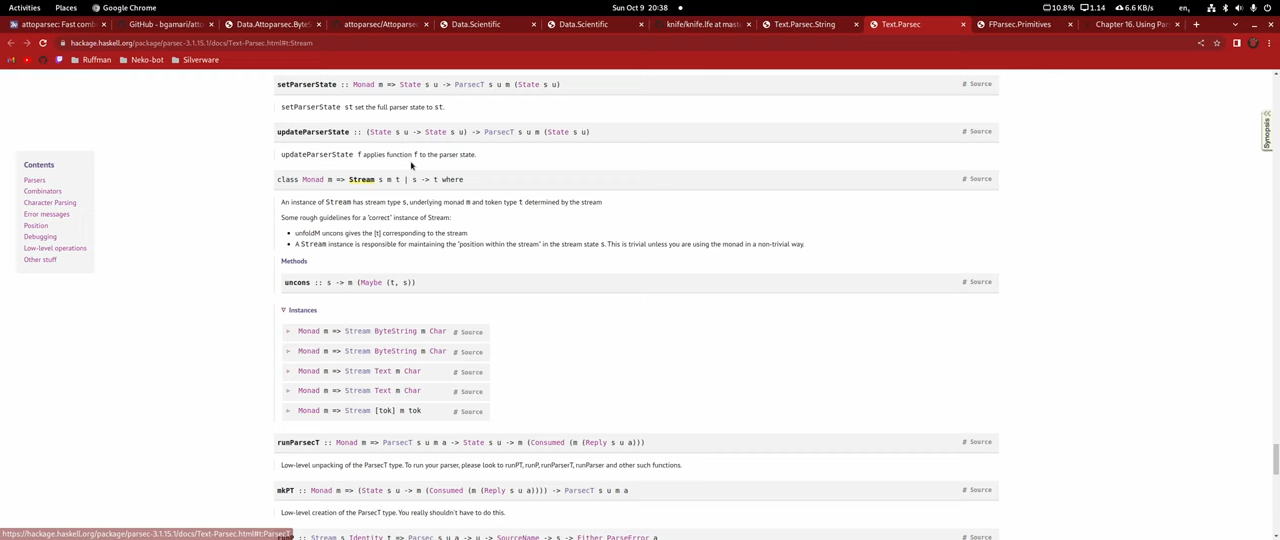 Activities Places Google Chrome Sun Oct 9 20:38 10.8% 1.14 6.6 KB/s en
attoparsec: Fast comb GitHub - bgamari/atto Data.Attoparsec.ByteS attoparsec/Attoparsec Data.Scientific Data.Scientific knife/knife.lfe at maste Text.Parsec.String Text.Parsec FParsec.Primitives Chapter 16. Using Par
hackage.haskell.org/package/parsec-3.1.15.1/docs/Text-Parsec.html#t:Stream
Ruffman Neko-bot Silverware
setParserState :: Monad m => State s u -> ParsecT s u m (State s u) # Source
setParserState st set the full parser state to st.
updateParserState :: (State s u -> State s u) -> ParsecT s u m (State s u) # Source
updateParserState f applies function f to the parser state.
class Monad m => Stream s m t | s -> t where # Source
An instance of Stream has stream type s, underlying monad m and token type t determined by the stream
Some rough guidelines for a "correct" instance of Stream:
• unfoldM uncons gives the [t] corresponding to the stream
• A Stream instance is responsible for maintaining the "position within the stream" in the stream state s. This is trivial unless you are using the monad in a non-trivial way.
Methods
uncons :: s -> m (Maybe (t, s)) # Source
Instances
Monad m => Stream ByteString m Char # Source
Monad m => Stream ByteString m Char # Source
Monad m => Stream Text m Char # Source
Monad m => Stream Text m Char # Source
Monad m => Stream [tok] m tok # Source
runParsecT :: Monad m => ParsecT s u m a -> State s u -> m (Consumed (m (Reply s u a))) # Source
Low-level unpacking of the ParsecT type. To run your parser, please look to runPT, runP, runParserT, runParser and other such functions.
mkPT :: Monad m => (State s u -> m (Consumed (m (Reply s u a)))) -> ParsecT s u m a # Source
Low-level creation of the ParsecT type. You really shouldn't have to do this.
:: Stream s Identity t => Parsec s u a -> u -> SourceName -> s -> Either ParseError a # Source
Contents
Parsers
Combinators
Character Parsing
Error messages
Position
Debugging
Low-level operations
Other stuff
Synopsis
https://hackage.haskell.org/package/parsec-3.1.15.1/docs/Text-Parsec.html#t:ParsecT